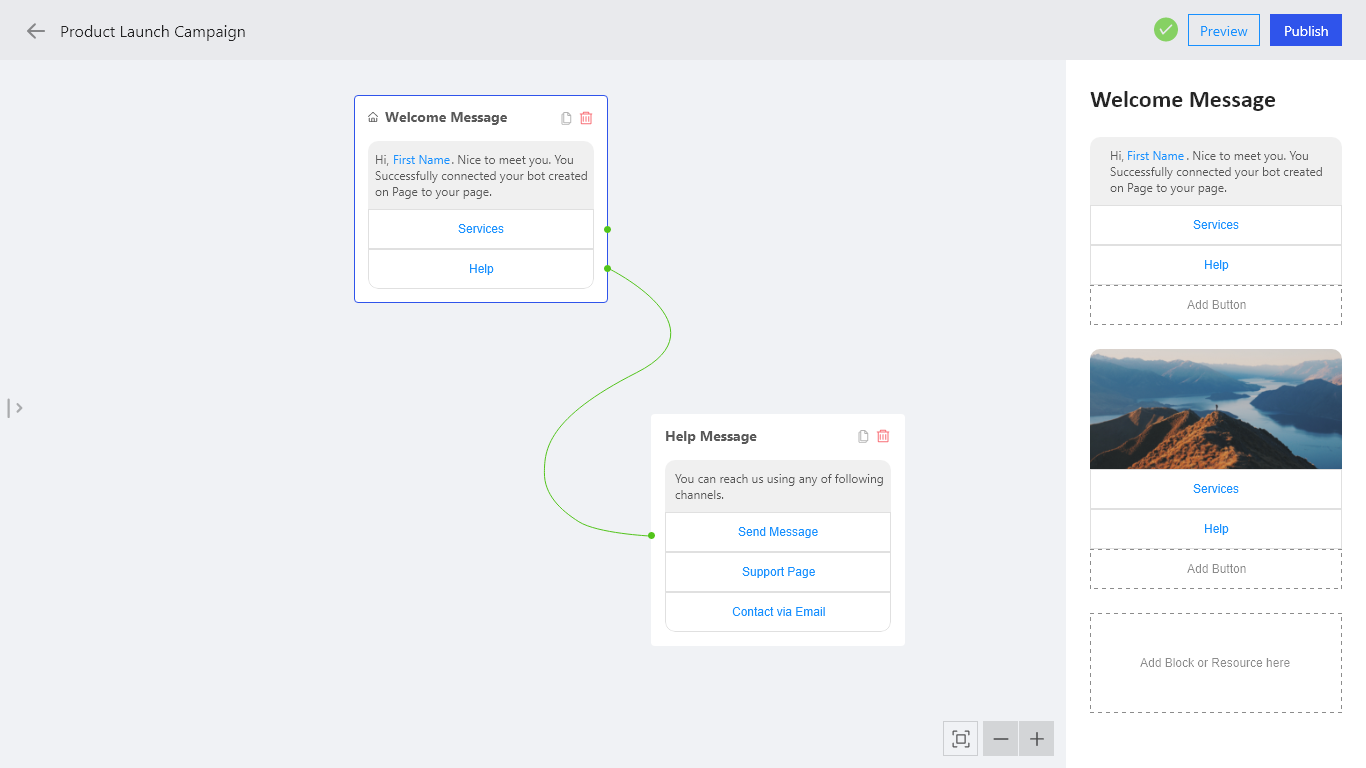 Product Launch Campaign
Preview
Publish
Welcome Message
Hi, First Name. Nice to meet you. You
Successfully connected your bot created
on Page to your page.
Services
Help
Help Message
You can reach us using any of following
channels.
Send Message
Support Page
Contact via Email
Welcome Message
Hi, First Name . Nice to meet you. You
Successfully connected your bot created
on Page to your page.
Services
Help
Add Button
Services
Help
Add Button
Add Block or Resource here